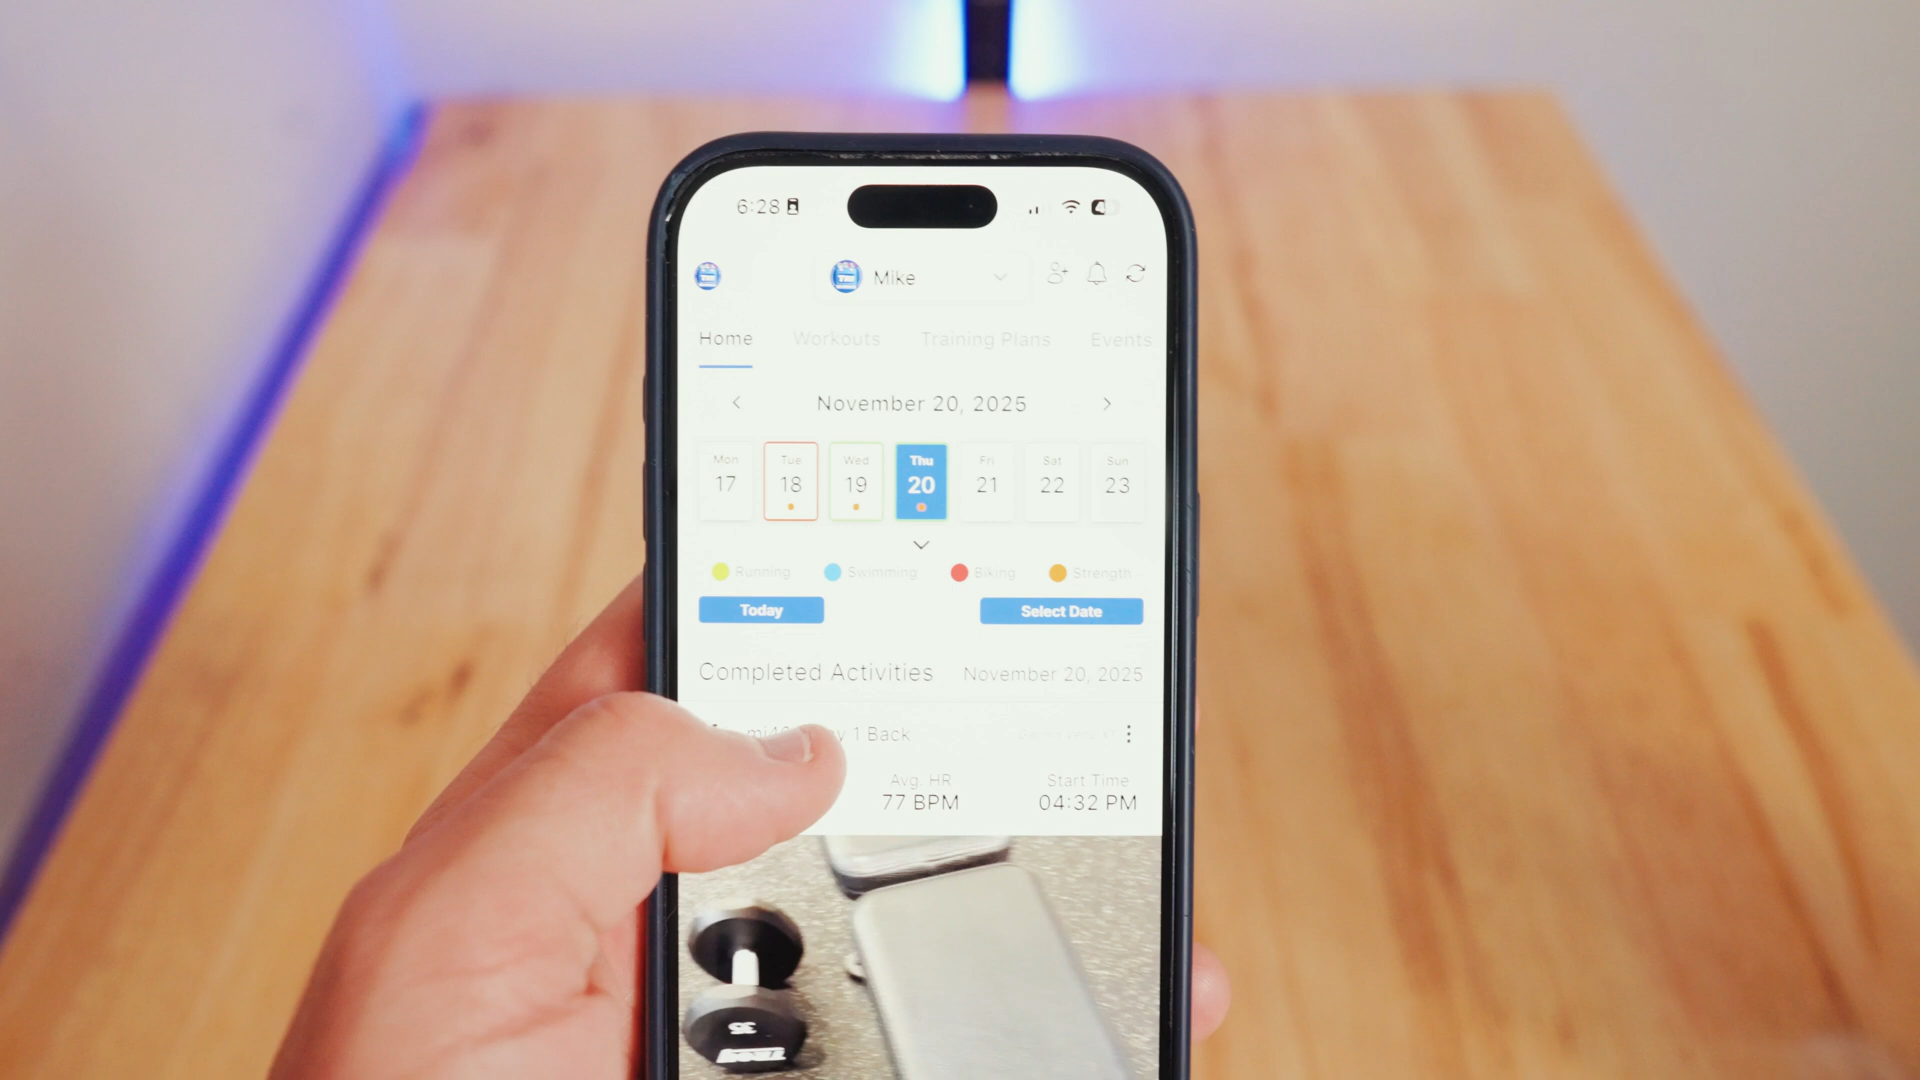 6:28
Mike
Home Workouts Training Plans Events
November 20, 2025
Mon Tue Wed Thu Fri Sat Sun
17 18 19 20 21 22 23
Running Swimming Biking Strength
Today Select Date
Completed Activities November 20, 2025
1 Back
Avg. HR Start Time
77 BPM 04:32 PM
35
TROY